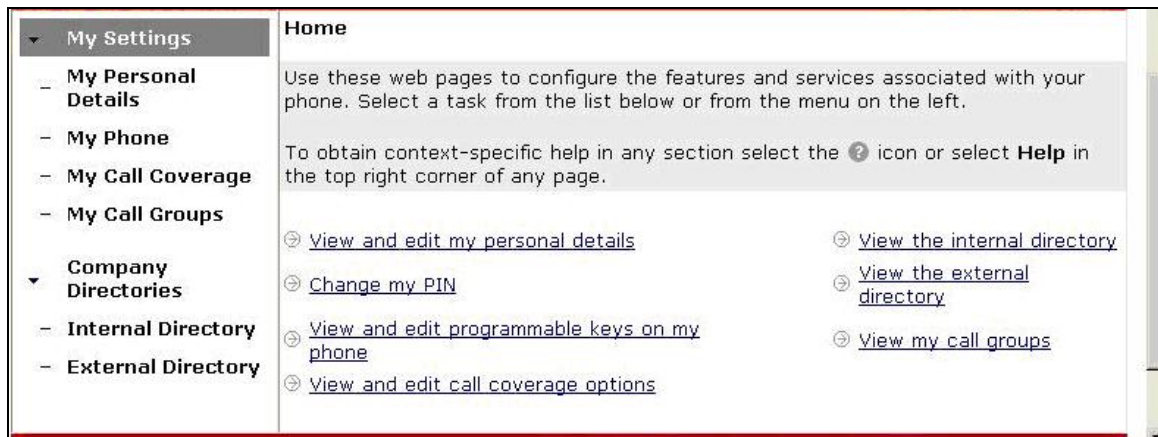 My Settings
– My Personal
Details
– My Phone
– My Call Coverage
– My Call Groups
Company
Directories
– Internal Directory
– External Directory
Home
Use these web pages to configure the features and services associated with your
phone. Select a task from the list below or from the menu on the left.
To obtain context-specific help in any section select the ? icon or select Help in
the top right corner of any page.
View and edit my personal details
Change my PIN
View and edit programmable keys on my
phone
View and edit call coverage options
View the internal directory
View the external
directory
View my call groups